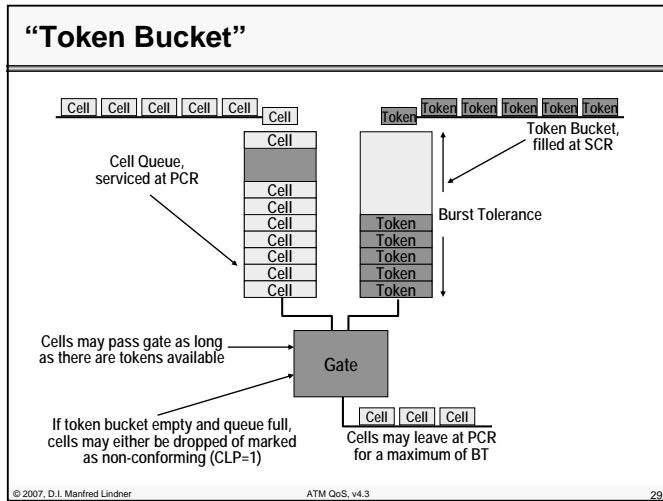 “Token Bucket”
Cell Cell Cell Cell Cell
Cell
Token
Token Token Token Token Token
Cell
Cell
Cell
Cell
Cell
Cell
Cell
Cell
Token
Token
Token
Token
Token
Cell Queue,
serviced at PCR
Token Bucket,
filled at SCR
Burst Tolerance
Cells may pass gate as long
as there are tokens available
Gate
If token bucket empty and queue full,
cells may either be dropped of marked
as non-conforming (CLP=1)
Cell Cell Cell
Cells may leave at PCR
for a maximum of BT
© 2007, D.I. Manfred Lindner
ATM QoS, v4.3
29